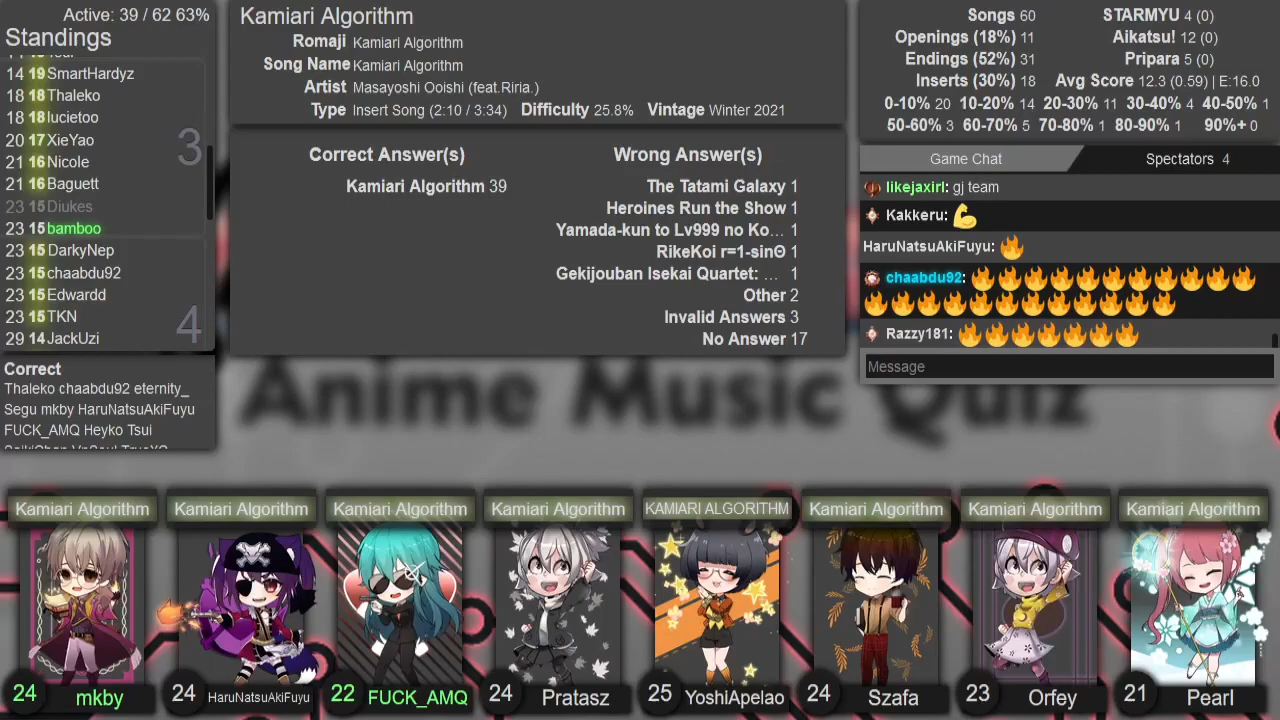 Active: 39 / 62 63%
Standings
14 19 SmartHardyz
18 18 Thaleko
18 18 lucietoo
20 17 XieYao
21 16 Nicole
21 16 Baguett
23 15 Diukes
23 15 bamboo
23 15 DarkyNep
23 15 chaabdu92
23 15 Edwardd
23 15 TKN
29 14 JackUzi
3
4
Correct
Thaleko chaabdu92 eternity_
Segu mkby HaruNatsuAkiFuyu
FUCK_AMQ Heyko Tsui
Kamiari Algorithm
Romaji Kamiari Algorithm
Song Name Kamiari Algorithm
Artist Masayoshi Ooishi (feat.Riria.)
Type Insert Song (2:10 / 3:34) Difficulty 25.8% Vintage Winter 2021
Correct Answer(s)
Kamiari Algorithm 39
Wrong Answer(s)
The Tatami Galaxy 1
Heroines Run the Show 1
Yamada-kun to Lv999 no Ko... 1
RikeKoi r=1-sinΘ 1
Gekijouban Isekai Quartet: ... 1
Other 2
Invalid Answers 3
No Answer 17
Songs 60 STARMYU 4 (0)
Openings (18%) 11 Aikatsu! 12 (0)
Endings (52%) 31 Pripara 5 (0)
Inserts (30%) 18 Avg Score 12.3 (0.59) | E:16.0
0-10% 20 10-20% 14 20-30% 11 30-40% 4 40-50% 1
50-60% 3 60-70% 5 70-80% 1 80-90% 1 90%+ 0
Game Chat Spectators 4
likejaxirl: gj team
Kakkeru: 💪
HaruNatsuAkiFuyu: 🔥
chaabdu92: 🔥🔥🔥🔥🔥🔥🔥🔥🔥🔥🔥
🔥🔥🔥🔥🔥🔥🔥🔥🔥🔥🔥🔥
Razzy181: 🔥🔥🔥🔥🔥🔥🔥
Message
Anime Music Quiz
Kamiari Algorithm Kamiari Algorithm Kamiari Algorithm Kamiari Algorithm KAMIARI ALGORITHM Kamiari Algorithm Kamiari Algorithm Kamiari Algorithm
24 mkby 24 HaruNatsuAkiFuyu 22 FUCK_AMQ 24 Pratasz 25 YoshiApelao 24 Szafa 23 Orfey 21 Pearl